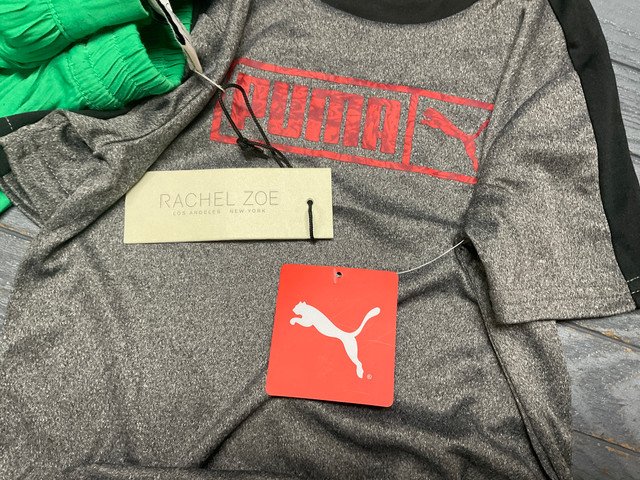 PUMA
RACHEL ZOE
LOS ANGELES NEW YORK
®